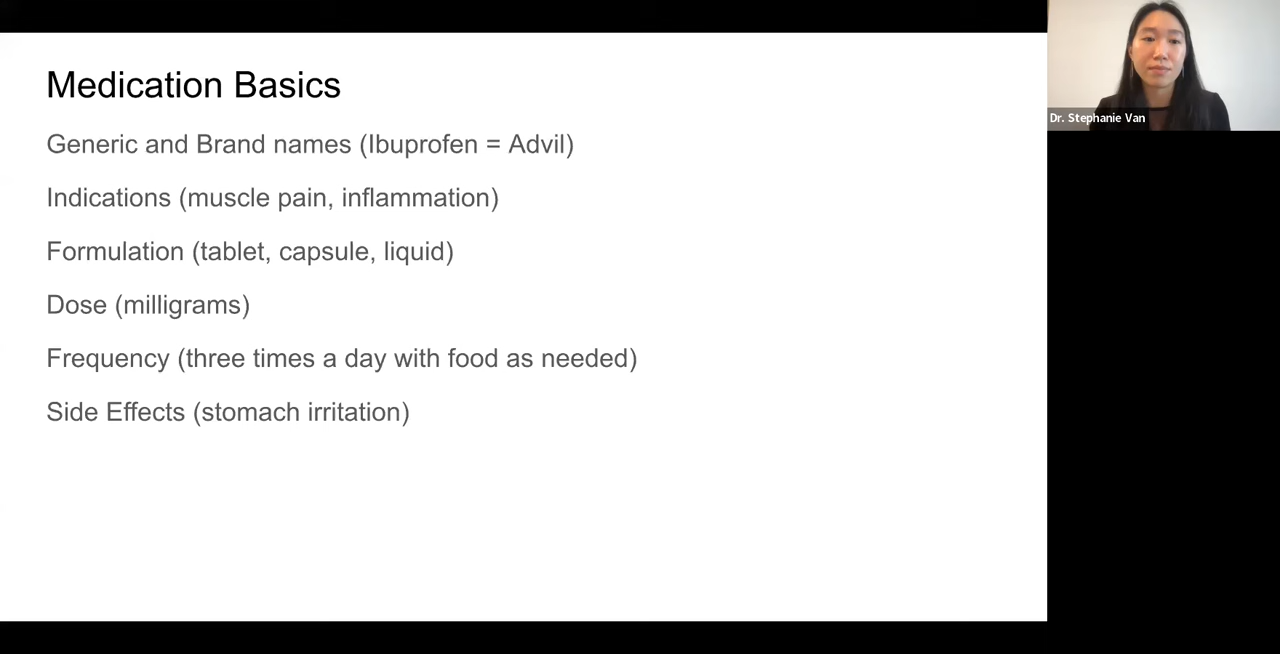 Medication Basics
Generic and Brand names (Ibuprofen = Advil)
Indications (muscle pain, inflammation)
Formulation (tablet, capsule, liquid)
Dose (milligrams)
Frequency (three times a day with food as needed)
Side Effects (stomach irritation)
Dr. Stephanie Van